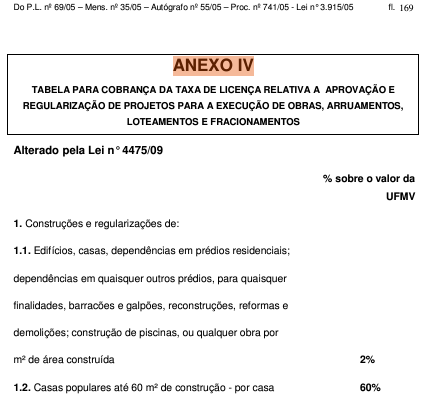 Do P.L. nº 69/05 – Mens. nº 35/05 – Autógrafo nº 55/05 – Proc. nº 741/05 - Lei n° 3.915/05 fl. 169
ANEXO IV
TABELA PARA COBRANÇA DA TAXA DE LICENÇA RELATIVA A APROVAÇÃO E
REGULARIZAÇÃO DE PROJETOS PARA A EXECUÇÃO DE OBRAS, ARRUAMENTOS,
LOTEAMENTOS E FRACIONAMENTOS
Alterado pela Lei n° 4475/09
% sobre o valor da
UFMV
1. Construções e regularizações de:
1.1. Edifícios, casas, dependências em prédios residenciais;
dependências em quaisquer outros prédios, para quaisquer
finalidades, barracões e galpões, reconstruções, reformas e
demolições; construção de piscinas, ou qualquer obra por
m² de área construída 2%
1.2. Casas populares até 60 m² de construção - por casa 60%